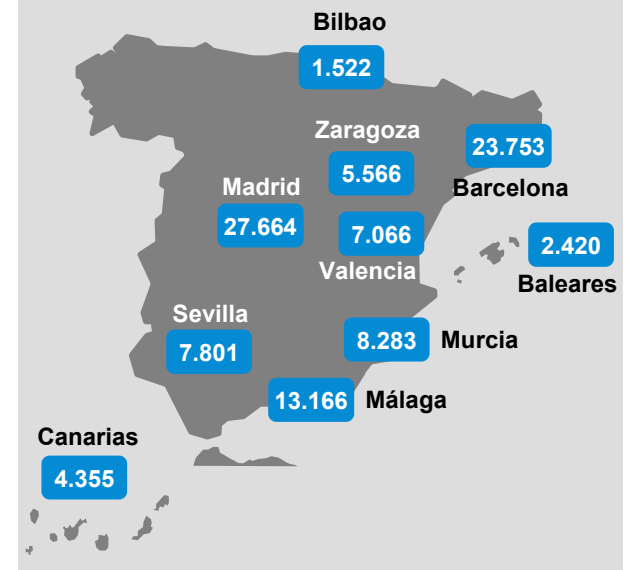 Bilbao
1.522
Zaragoza
5.566
23.753
Barcelona
Madrid
27.664
7.066
Valencia
2.420
Baleares
Sevilla
7.801
8.283 Murcia
13.166 Málaga
Canarias
4.355